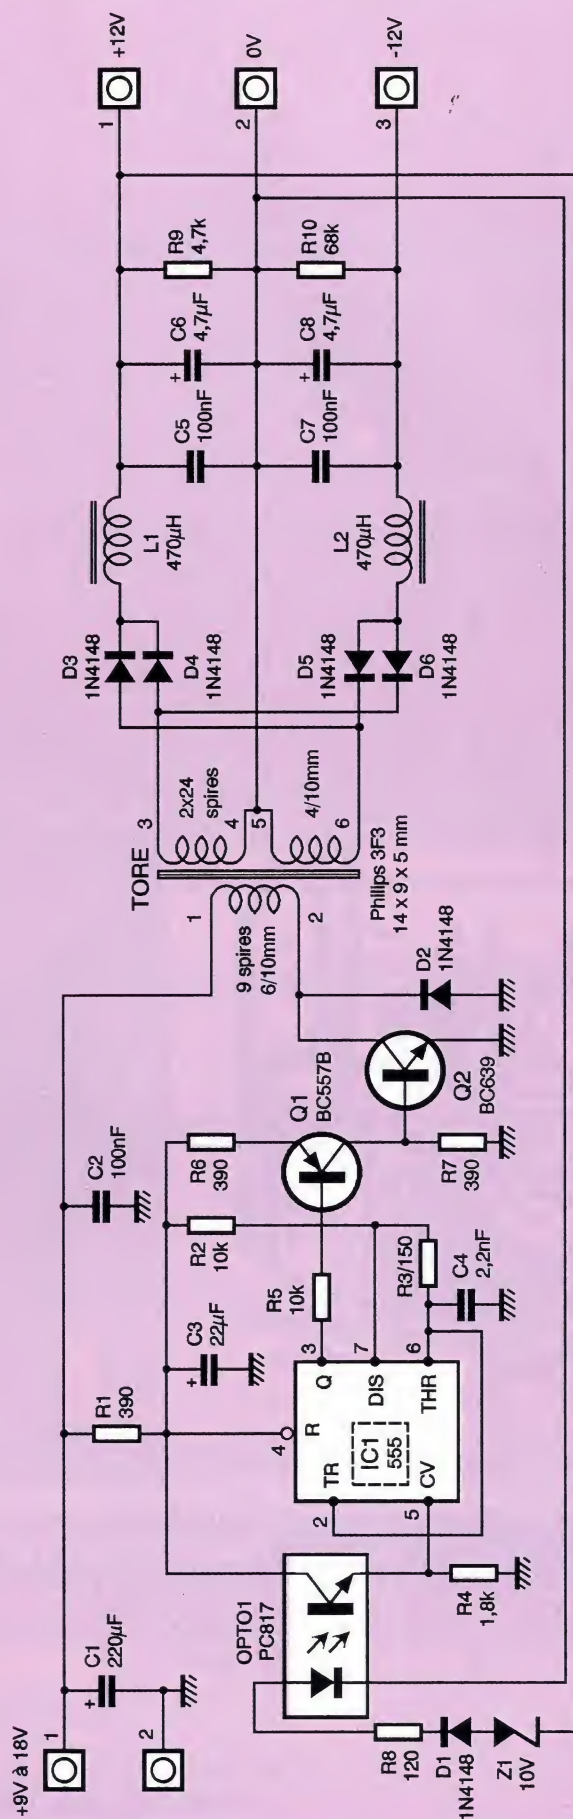 +9V à 18V
1
2
C1
220µF
+
R1
390
C3
22µF
+
C2
100nF
R2
10k
R6
390
R5
10k
Q1
BC557B
OPTO1
PC817
4
R
TR
2
IC1
555
Q
3
DIS
7
THR
6
CV
5
R3/150
C4
2,2nF
R4
1,8k
R7
390
Q2
BC639
D2
1N4148
R8
120
D1
1N4148
Z1
10V
TORE
1
2
9 spires
6/10mm
3
4
5
6
2x24
spires
4/10mm
Philips 3F3
14 x 9 x 5 mm
D3
1N4148
D4
1N4148
D5
1N4148
D6
1N4148
L1
470µH
L2
470µH
C5
100nF
C6
4,7µF
+
C7
100nF
C8
4,7µF
+
R9
4,7k
R10
68k
+12V
1
0V
2
-12V
3